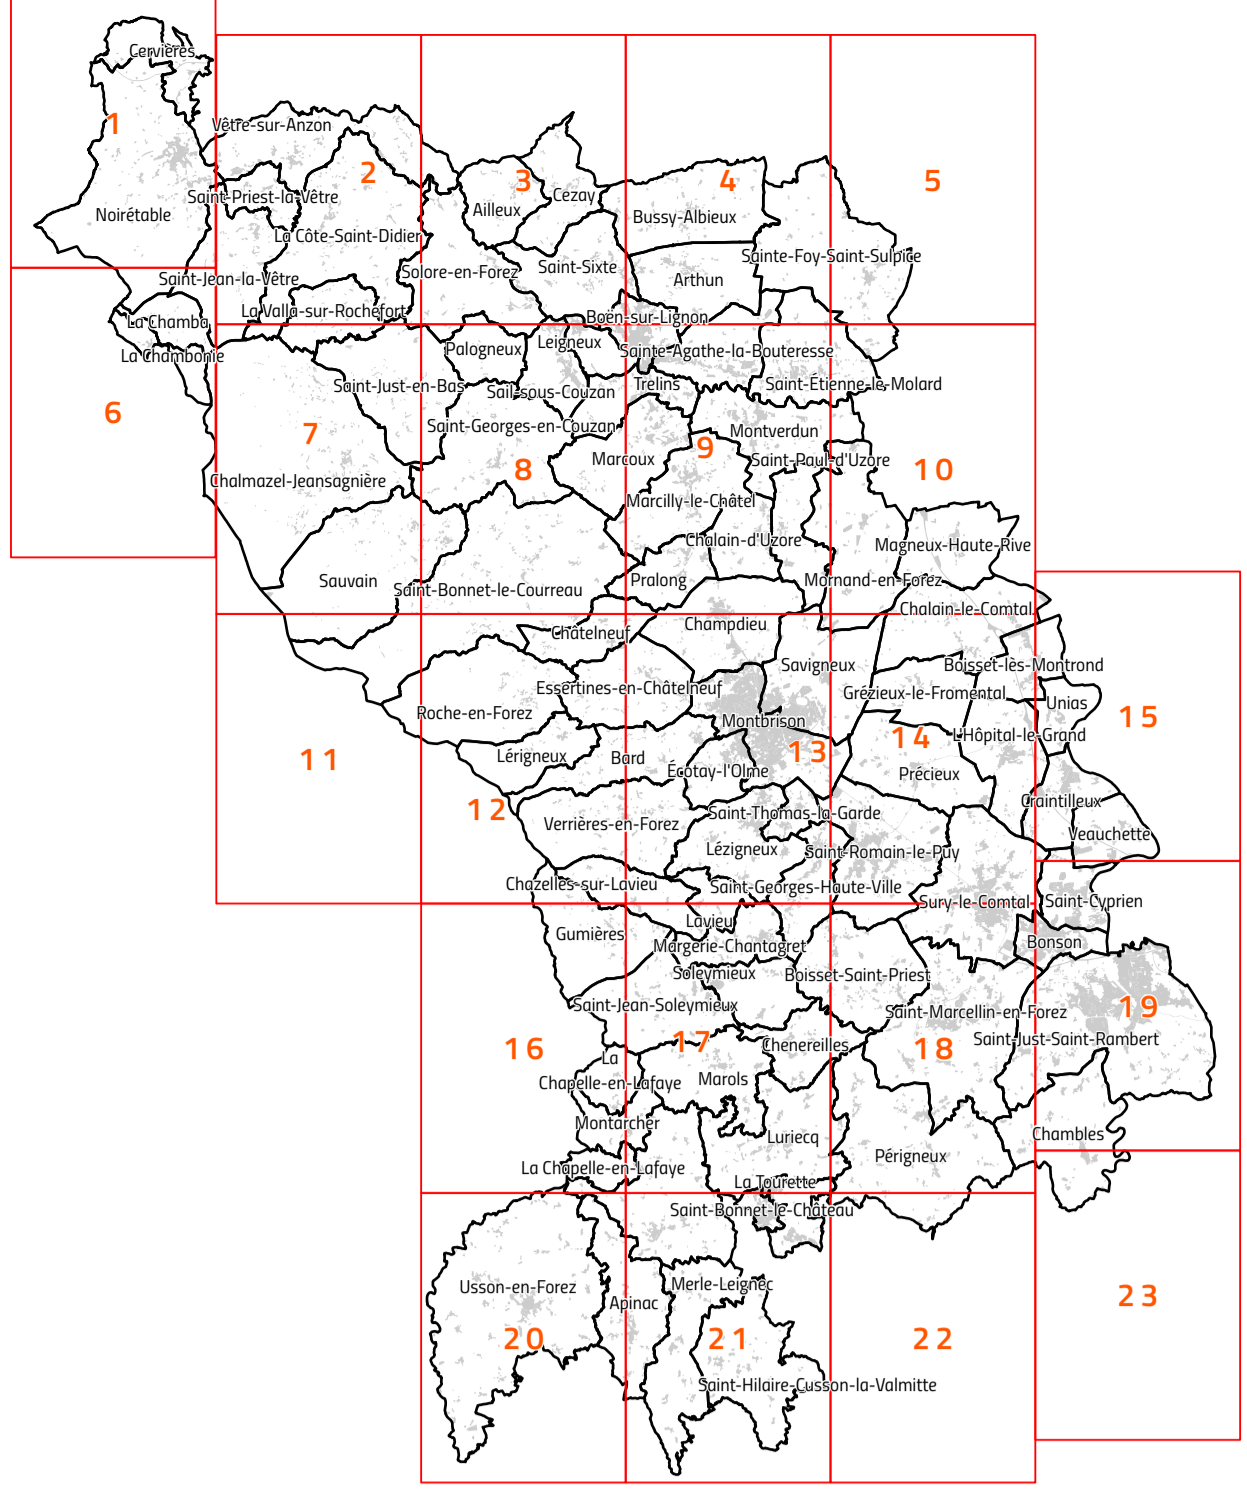 Cervières
1
Vêtre-sur-Anzon
2
3
4
5
Saint-Priest-la-Vêtre
Cezay
Ailleux
Noirétable
Bussy-Albieux
La Côte-Saint-Didier
Sainte-Foy-Saint-Sulpice
Saint-Sixte
Solore-en-Forez
Saint-Jean-la-Vêtre
Arthun
La Valla-sur-Rochefort
Boën-sur-Lignon
La Chamba
Leigneux
Palogneux
Sainte-Agathe-la-Bouteresse
La Chambonie
Saint-Just-en-Bas
Trelins
Saint-Étienne-le-Molard
Sail-sous-Couzan
6
Saint-Georges-en-Couzan
7
Montverdun
9
Marcoux
Saint-Paul-d'Uzore
8
10
Chalmazel-Jeansagnière
Marcilly-le-Châtel
Chalain-d'Uzore
Magneux-Haute-Rive
Sauvain
Pralong
Mornand-en-Forez
Saint-Bonnet-le-Courreau
Chalain-le-Comtal
Champdieu
Châtelneuf
Savigneux
Boisset-lès-Montrond
Essertines-en-Châtelneuf
Grézieux-le-Fromental
Unias
Roche-en-Forez
Montbrison
15
L'Hôpital-le-Grand
14
13
Lérigneux
Bard
11
Écotay-l'Olme
Précieux
Craintilleux
12
Saint-Thomas-la-Garde
Verrières-en-Forez
Veauchette
Lézigneux
Saint-Romain-le-Puy
Chazelles-sur-Lavieu
Saint-Georges-Haute-Ville
Sury-le-Comtal
Saint-Cyprien
Lavieu
Gumières
Margerie-Chantagret
Bonson
Soleymieux
Boisset-Saint-Priest
Saint-Jean-Soleymieux
19
Saint-Marcellin-en-Forez
Saint-Just-Saint-Rambert
17
Chenereilles
16
18
La
Chapelle-en-Lafaye
Marols
Montarcher
Luriecq
Chambles
Périgneux
La Chapelle-en-Lafaye
La Tourette
Saint-Bonnet-le-Château
Usson-en-Forez
Merle-Leignec
23
Apinac
20
21
22
Saint-Hilaire-Cusson-la-Valmitte